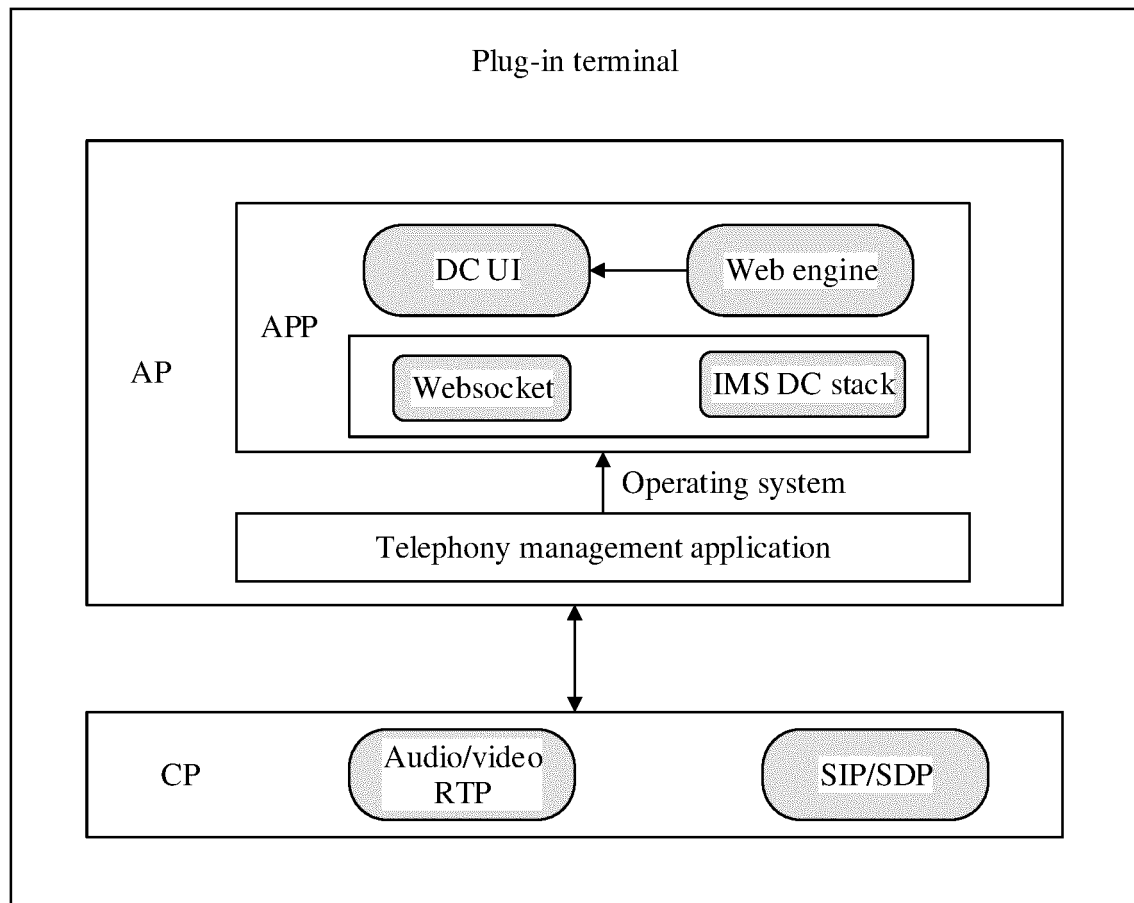 Plug-in terminal
DC UI
Web engine
APP
AP
Websocket
IMS DC stack
Operating system
Telephony management application
CP
Audio/video
RTP
SIP/SDP